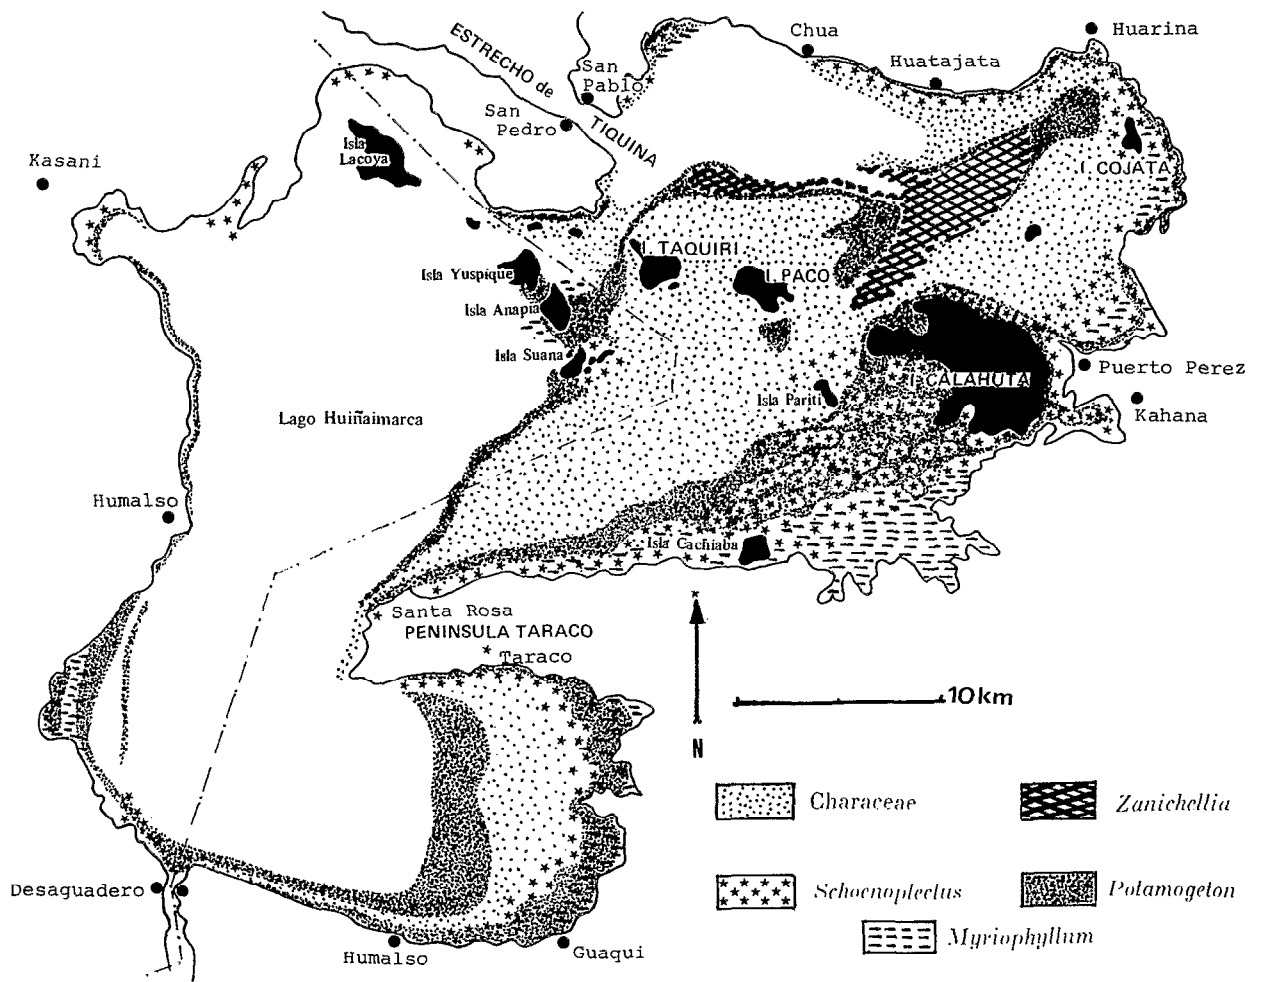 ESTRECHO de
TIQUINA
Chua
Huarina
Huatajata
San
Pablo
San
Pedro
Kasani
Isla
Lacoya
I. COJATA
I. TAQUIRI
Isla Yuspique
I. PACO
Isla Anapia
Isla Suana
Puerto Perez
I. CALAHUTA
Isla Pariti
Kahana
Lago Huiñaimarca
Humalso
Isla Cachiaba
Santa Rosa
PENINSULA TARACO
Taraco
10km
N
Characeae
Zanichellia
Schoenoplectus
Potamogeton
Myriophyllum
Desaguadero
Humalso
Guaqui